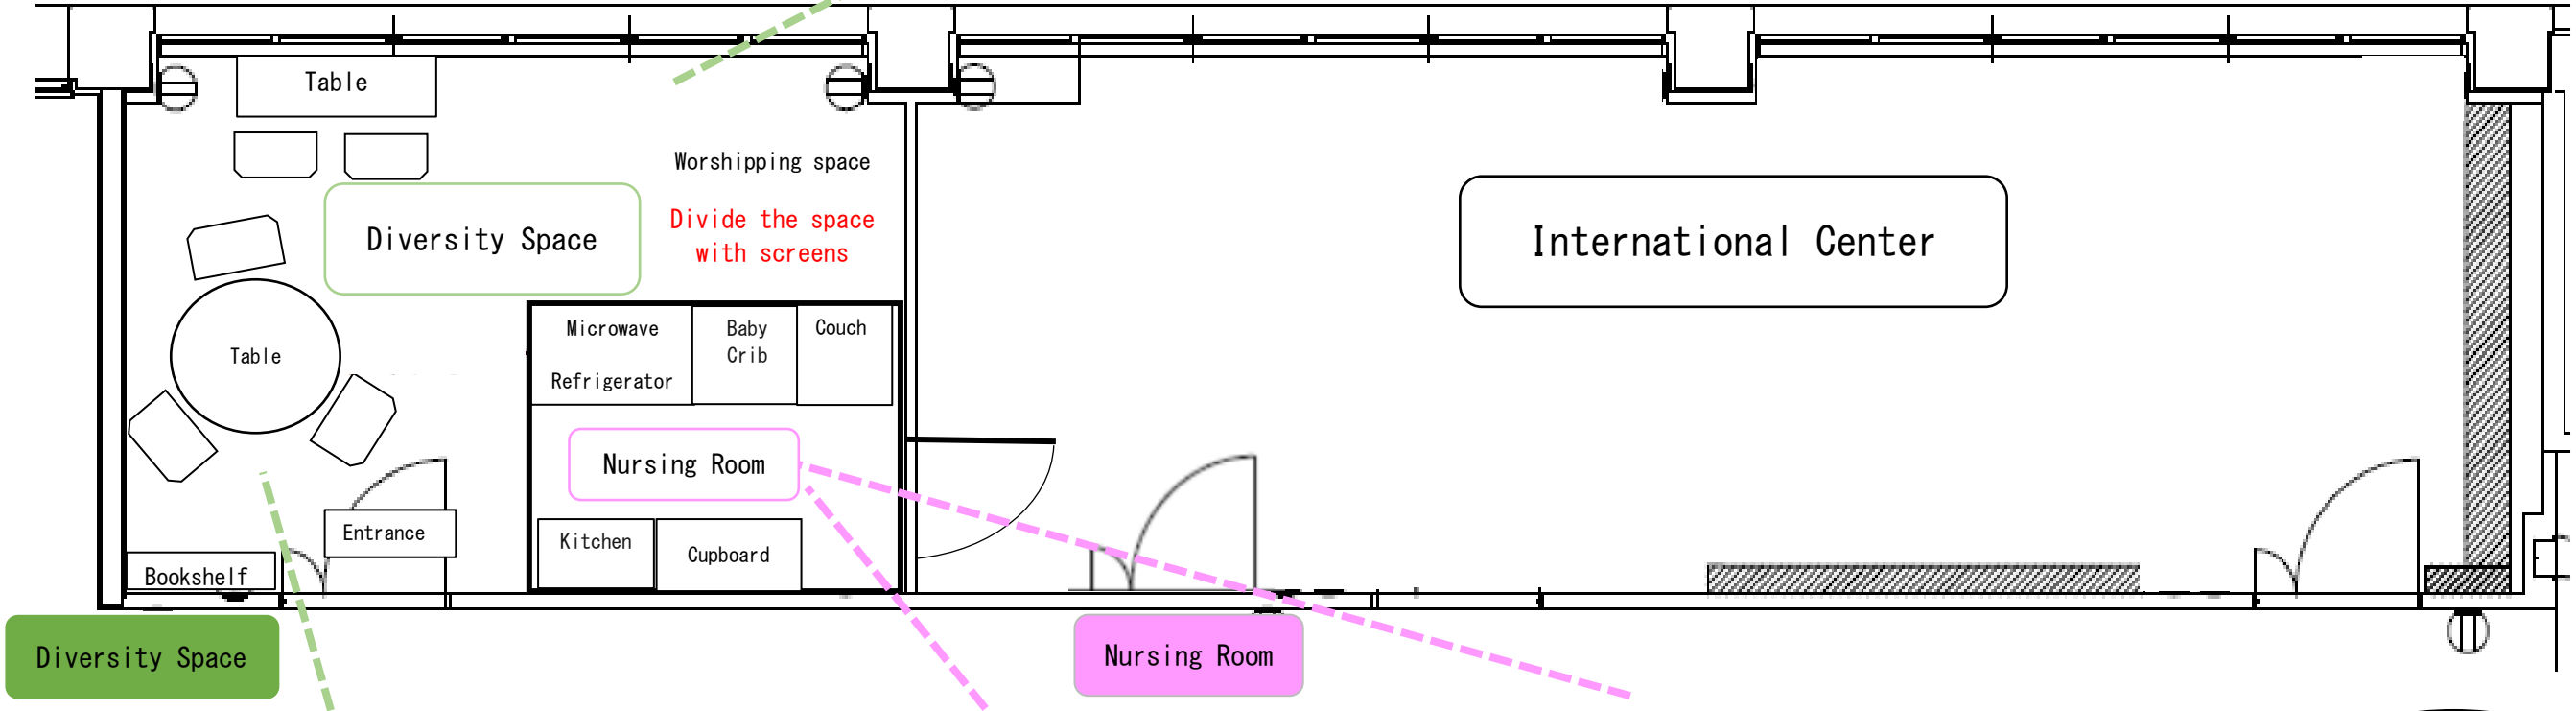 Table
Worshipping space
Diversity Space
Divide the space
with screens
International Center
Microwave
Refrigerator
Baby
Crib
Couch
Table
Nursing Room
Entrance
Kitchen
Cupboard
Bookshelf
Diversity Space
Nursing Room